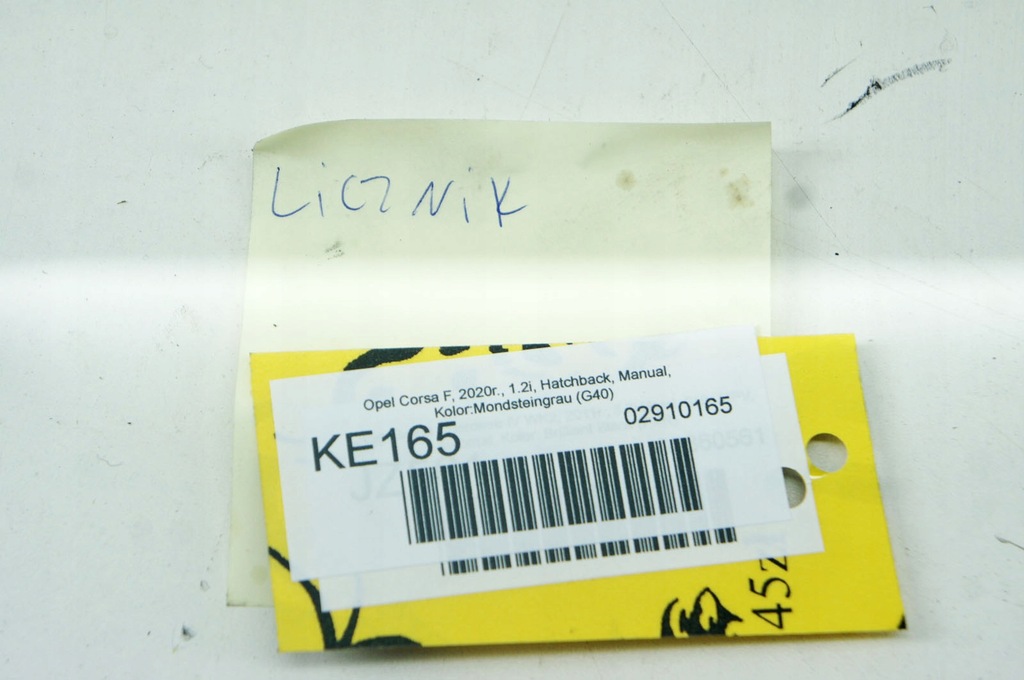 LiCZNiK
Opel Corsa F, 2020r., 1.2i, Hatchback, Manual,
Kolor:Mondsteingrau (G40)
02910165
KE165
452